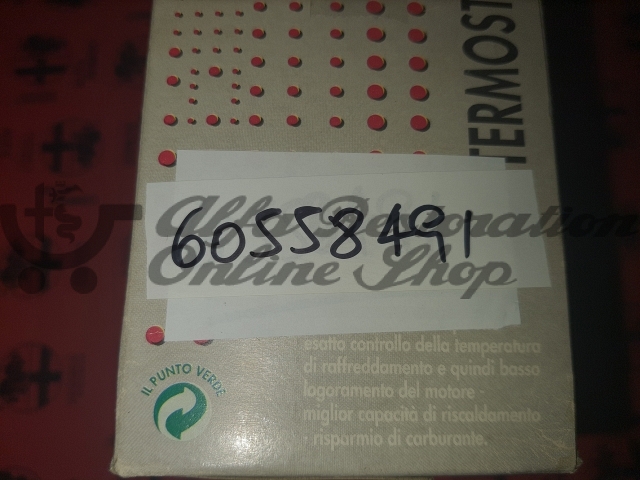 TERMOST
Alfa Restoration
Online Shop
60558491
esatto controllo della temperatura
di raffreddamento e quindi basso
logoramento del motore -
miglior capacità di riscaldamento
- risparmio di carburante.
IL PUNTO VERDE